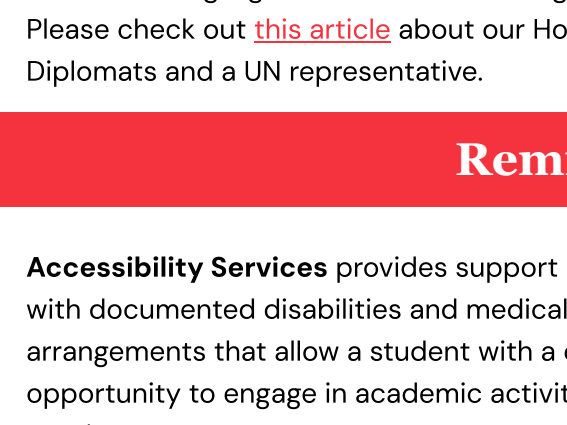 Please check out this article about our Ho
Diplomats and a UN representative.
Rem
Accessibility Services provides support
with documented disabilities and medical
arrangements that allow a student with a
opportunity to engage in academic activit